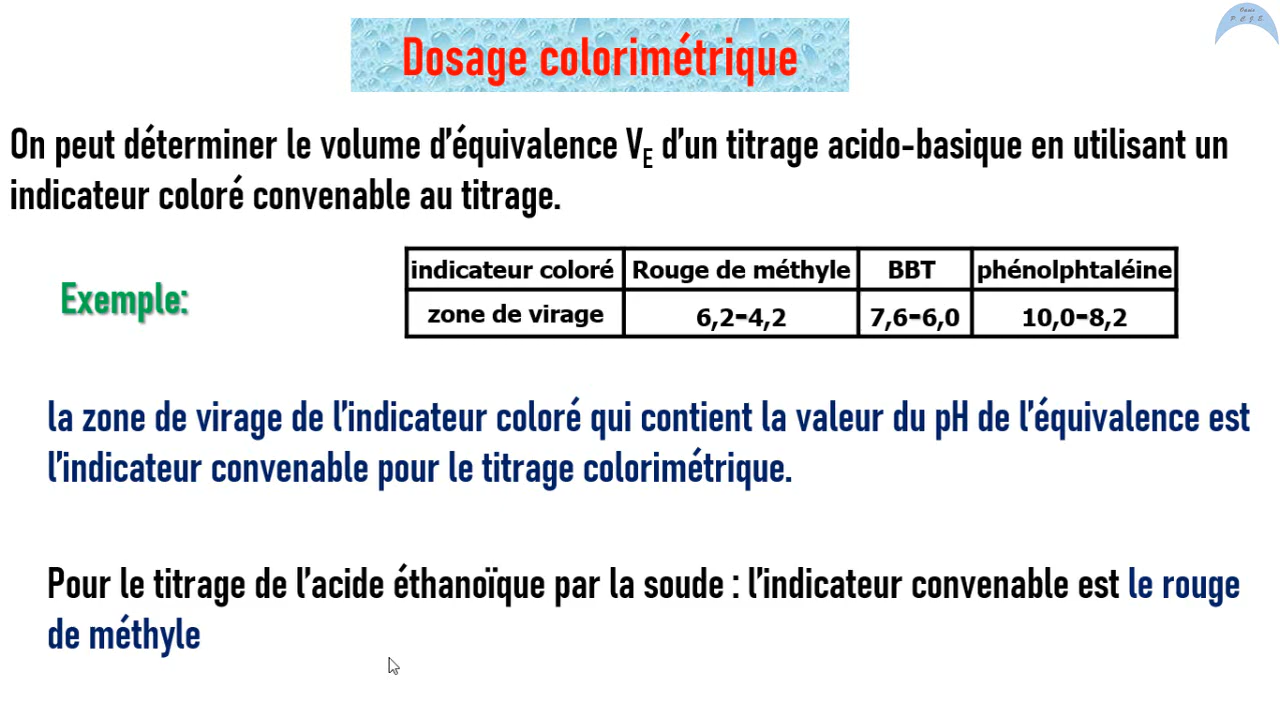 Oasis
P.C.J.E
Dosage colorimétrique
On peut déterminer le volume d'équivalence VE d'un titrage acido-basique en utilisant un
indicateur coloré convenable au titrage.
Exemple:
indicateur coloré Rouge de méthyle BBT phénolphtaléine
zone de virage 6,2-4,2 7,6-6,0 10,0-8,2
la zone de virage de l'indicateur coloré qui contient la valeur du pH de l'équivalence est
l'indicateur convenable pour le titrage colorimétrique.
Pour le titrage de l'acide éthanoïque par la soude : l'indicateur convenable est le rouge
de méthyle